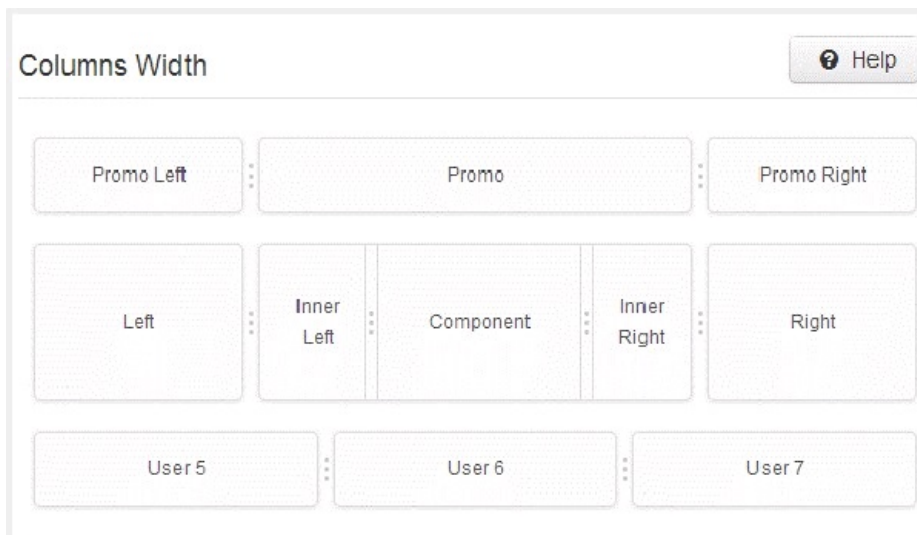 Columns Width
Help
Promo Left
Promo
Promo Right
Left
Inner
Left
Component
Inner
Right
Right
User 5
User 6
User 7